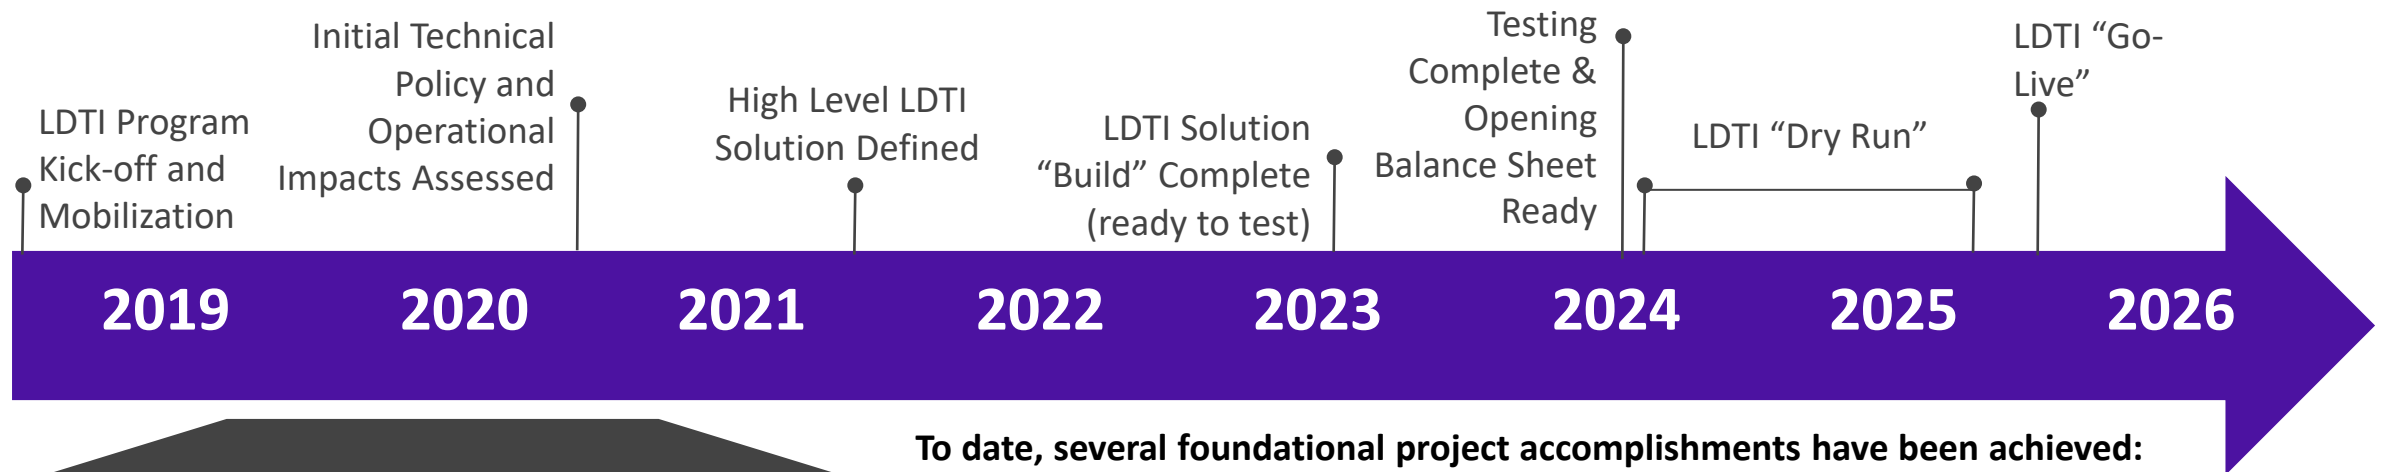 LDTI Program
Kick-off and
Mobilization
Initial Technical
Policy and
Operational
Impacts Assessed
High Level LDTI
Solution Defined
LDTI Solution
“Build” Complete
(ready to test)
Testing
Complete &
Opening
Balance Sheet
Ready
LDTI “Dry Run”
LDTI “Go-
Live”
2019
2020
2021
2022
2023
2024
2025
2026
To date, several foundational project accomplishments have been achieved: